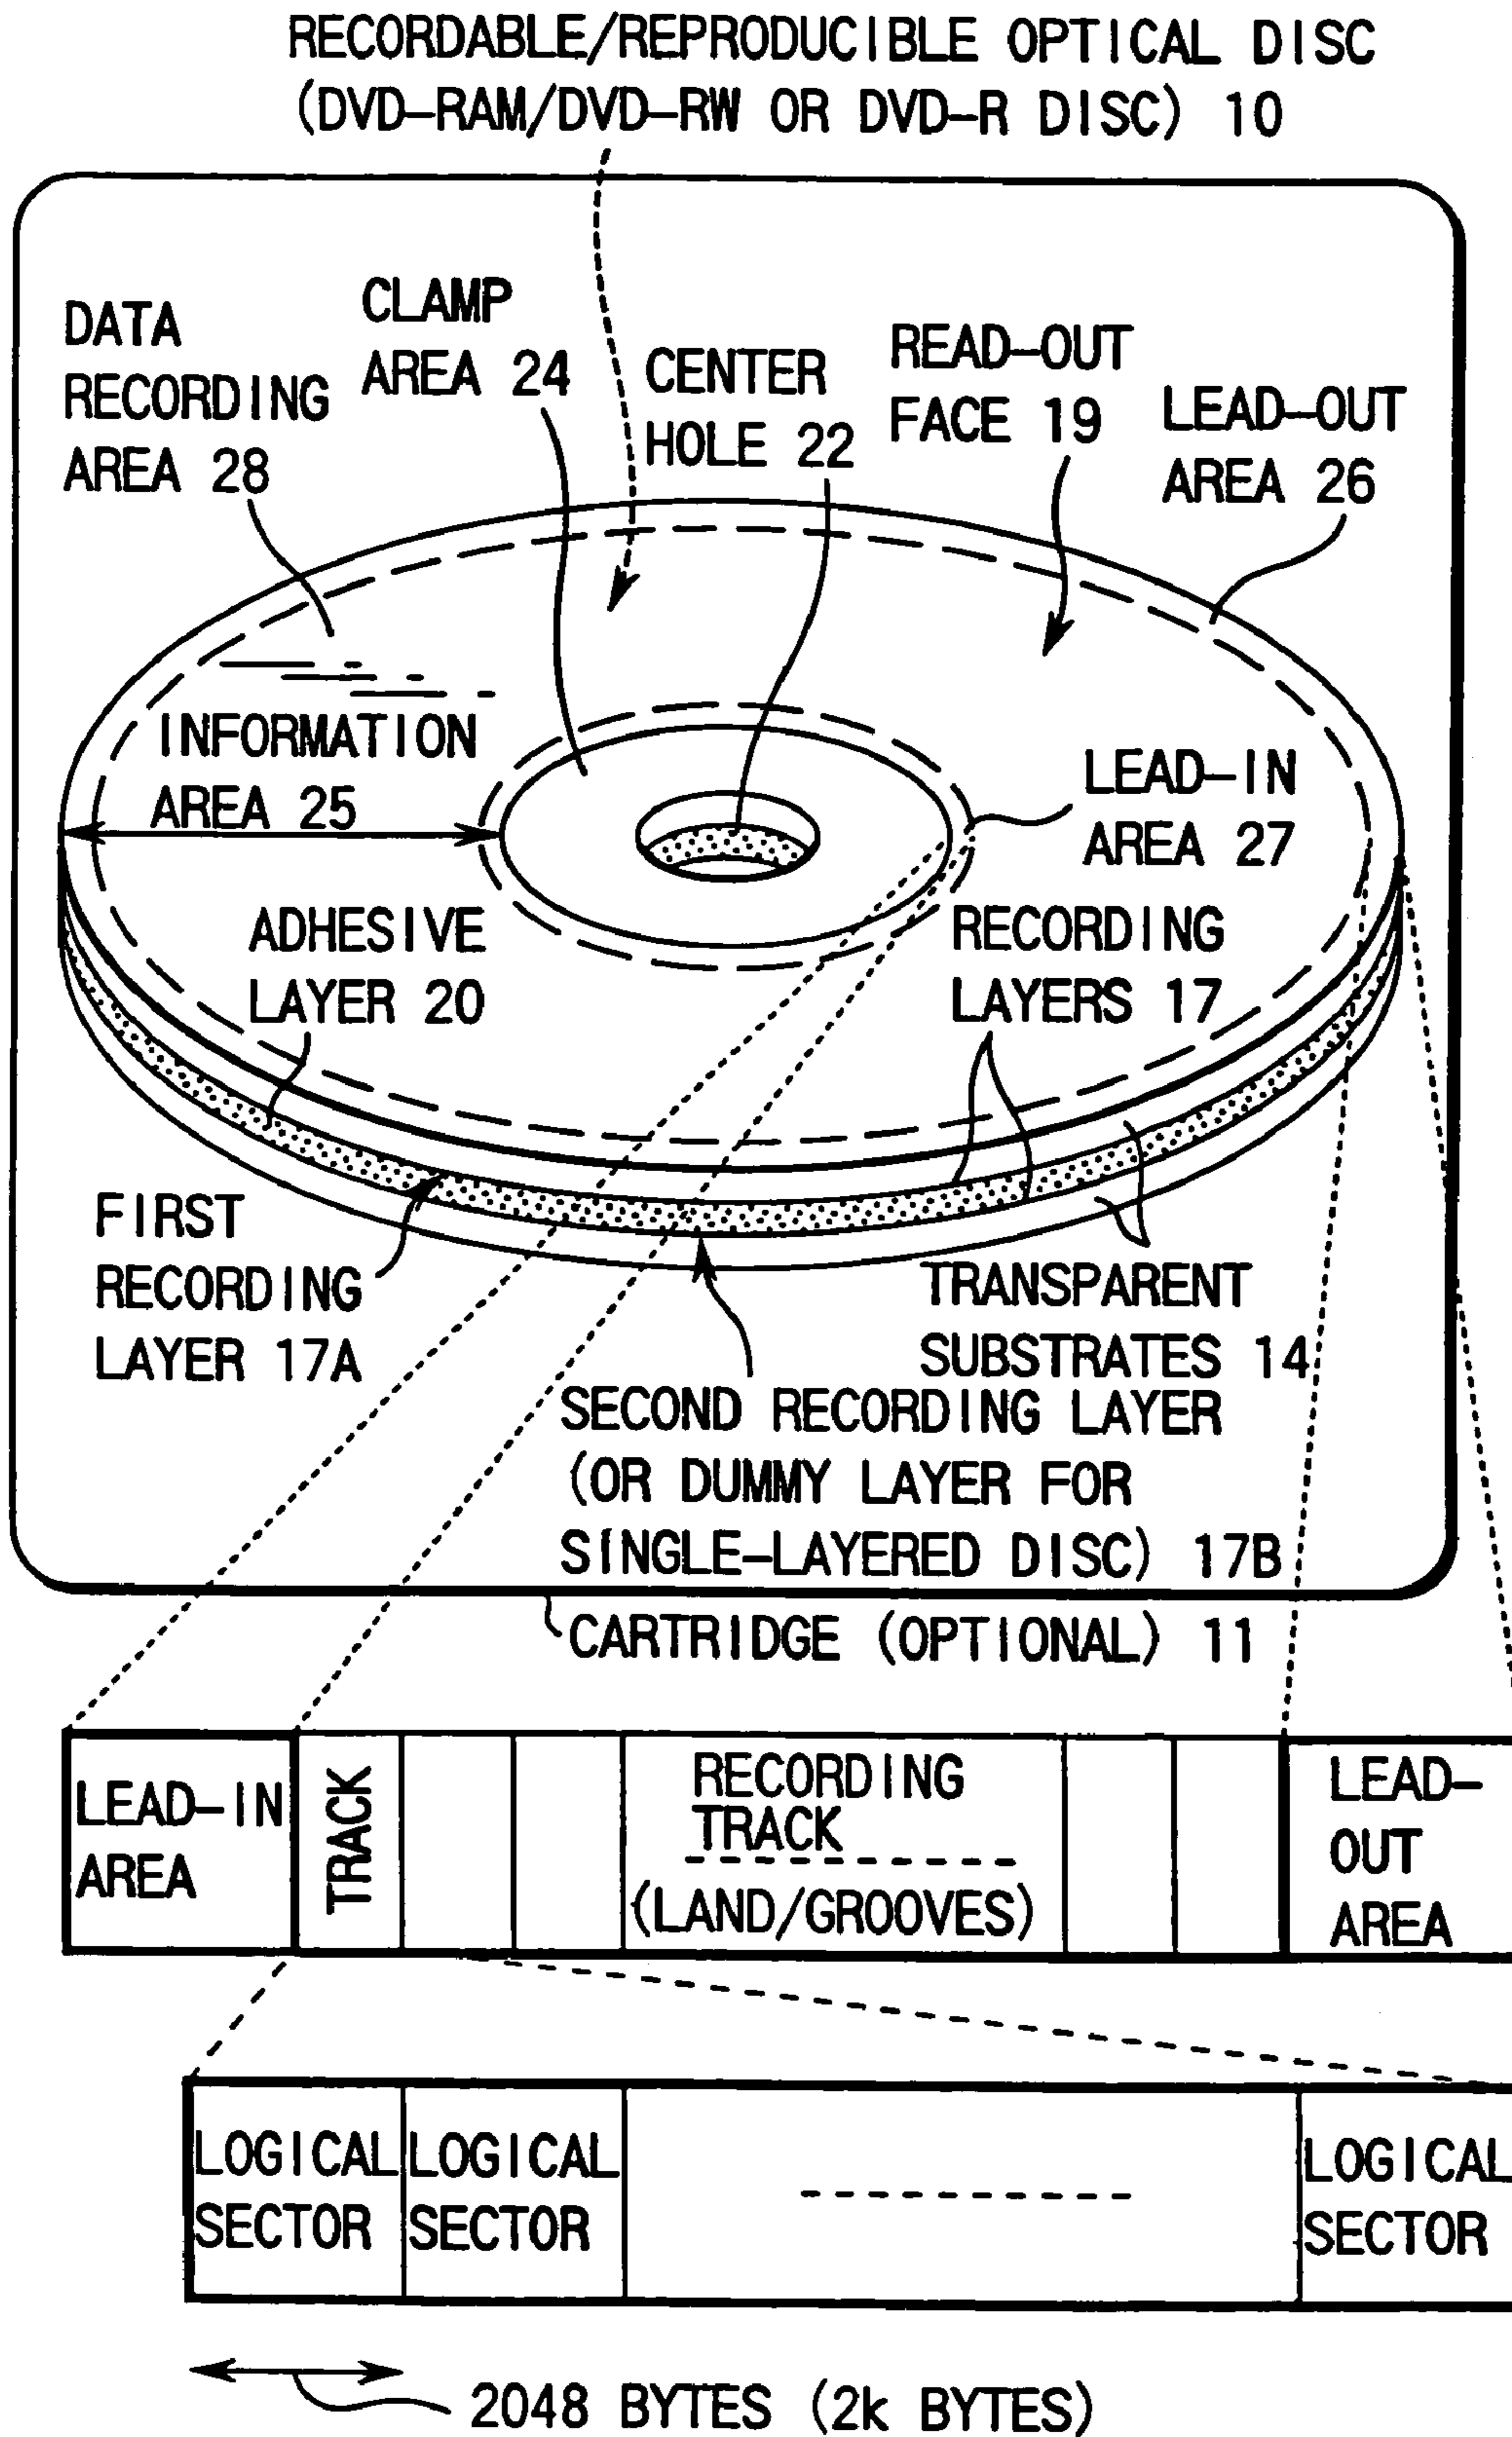 RECORDABLE/REPRODUCIBLE OPTICAL DISC
(DVD-RAM/DVD-RW OR DVD-R DISC) 10
DATA
RECORDING
AREA 28
CLAMP
AREA 24
CENTER
HOLE 22
READ-OUT
FACE 19
LEAD-OUT
AREA 26
INFORMATION
AREA 25
LEAD-IN
AREA 27
ADHESIVE
LAYER 20
RECORDING
LAYERS 17
FIRST
RECORDING
LAYER 17A
TRANSPARENT
SUBSTRATES 14
SECOND RECORDING LAYER
(OR DUMMY LAYER FOR
SINGLE-LAYERED DISC) 17B
CARTRIDGE (OPTIONAL) 11
LEAD-IN
AREA
TRACK
RECORDING
TRACK
(LAND/GROOVES)
LEAD-
OUT
AREA
LOGICAL
SECTOR
LOGICAL
SECTOR
LOGICAL
SECTOR
2048 BYTES (2k BYTES)